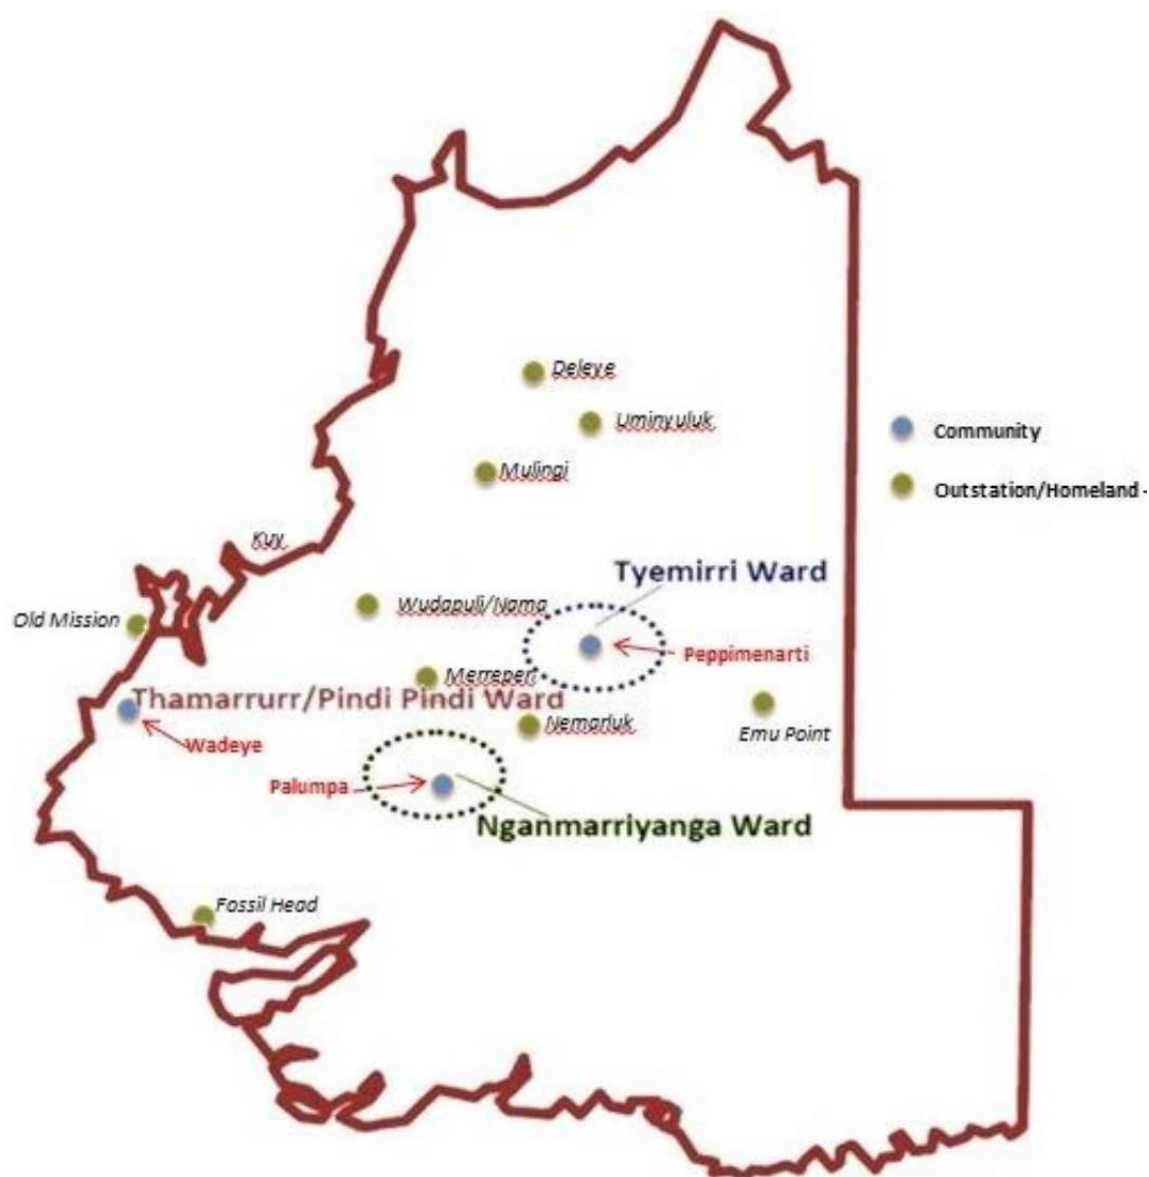 Deleye
Uminyuluk
Community
Mulingi
Outstation/Homeland -
Kuy
Tyemirri Ward
Wudapuli/Nama
Old Mission
Peppimenarti
Merrepen
Thamarrurr/Pindi Pindi Ward
Nemarluk
Emu Point
Wadeye
Palumpa
Nganmarriyanga Ward
Fossil Head